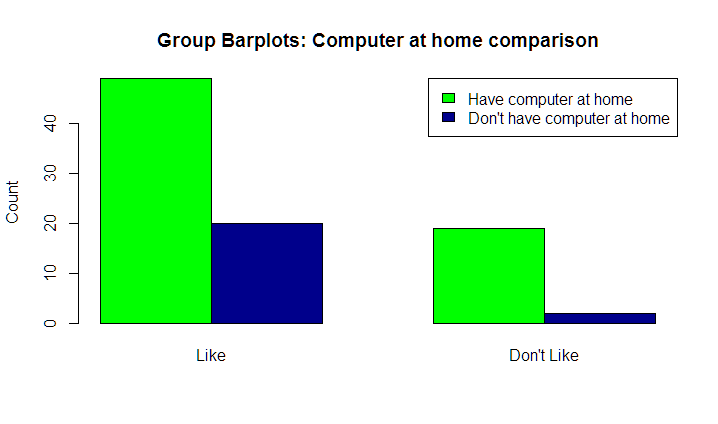 Group Barplots: Computer at home comparison
Have computer at home
Don't have computer at home
Count
40
30
20
10
0
Like
Don't Like